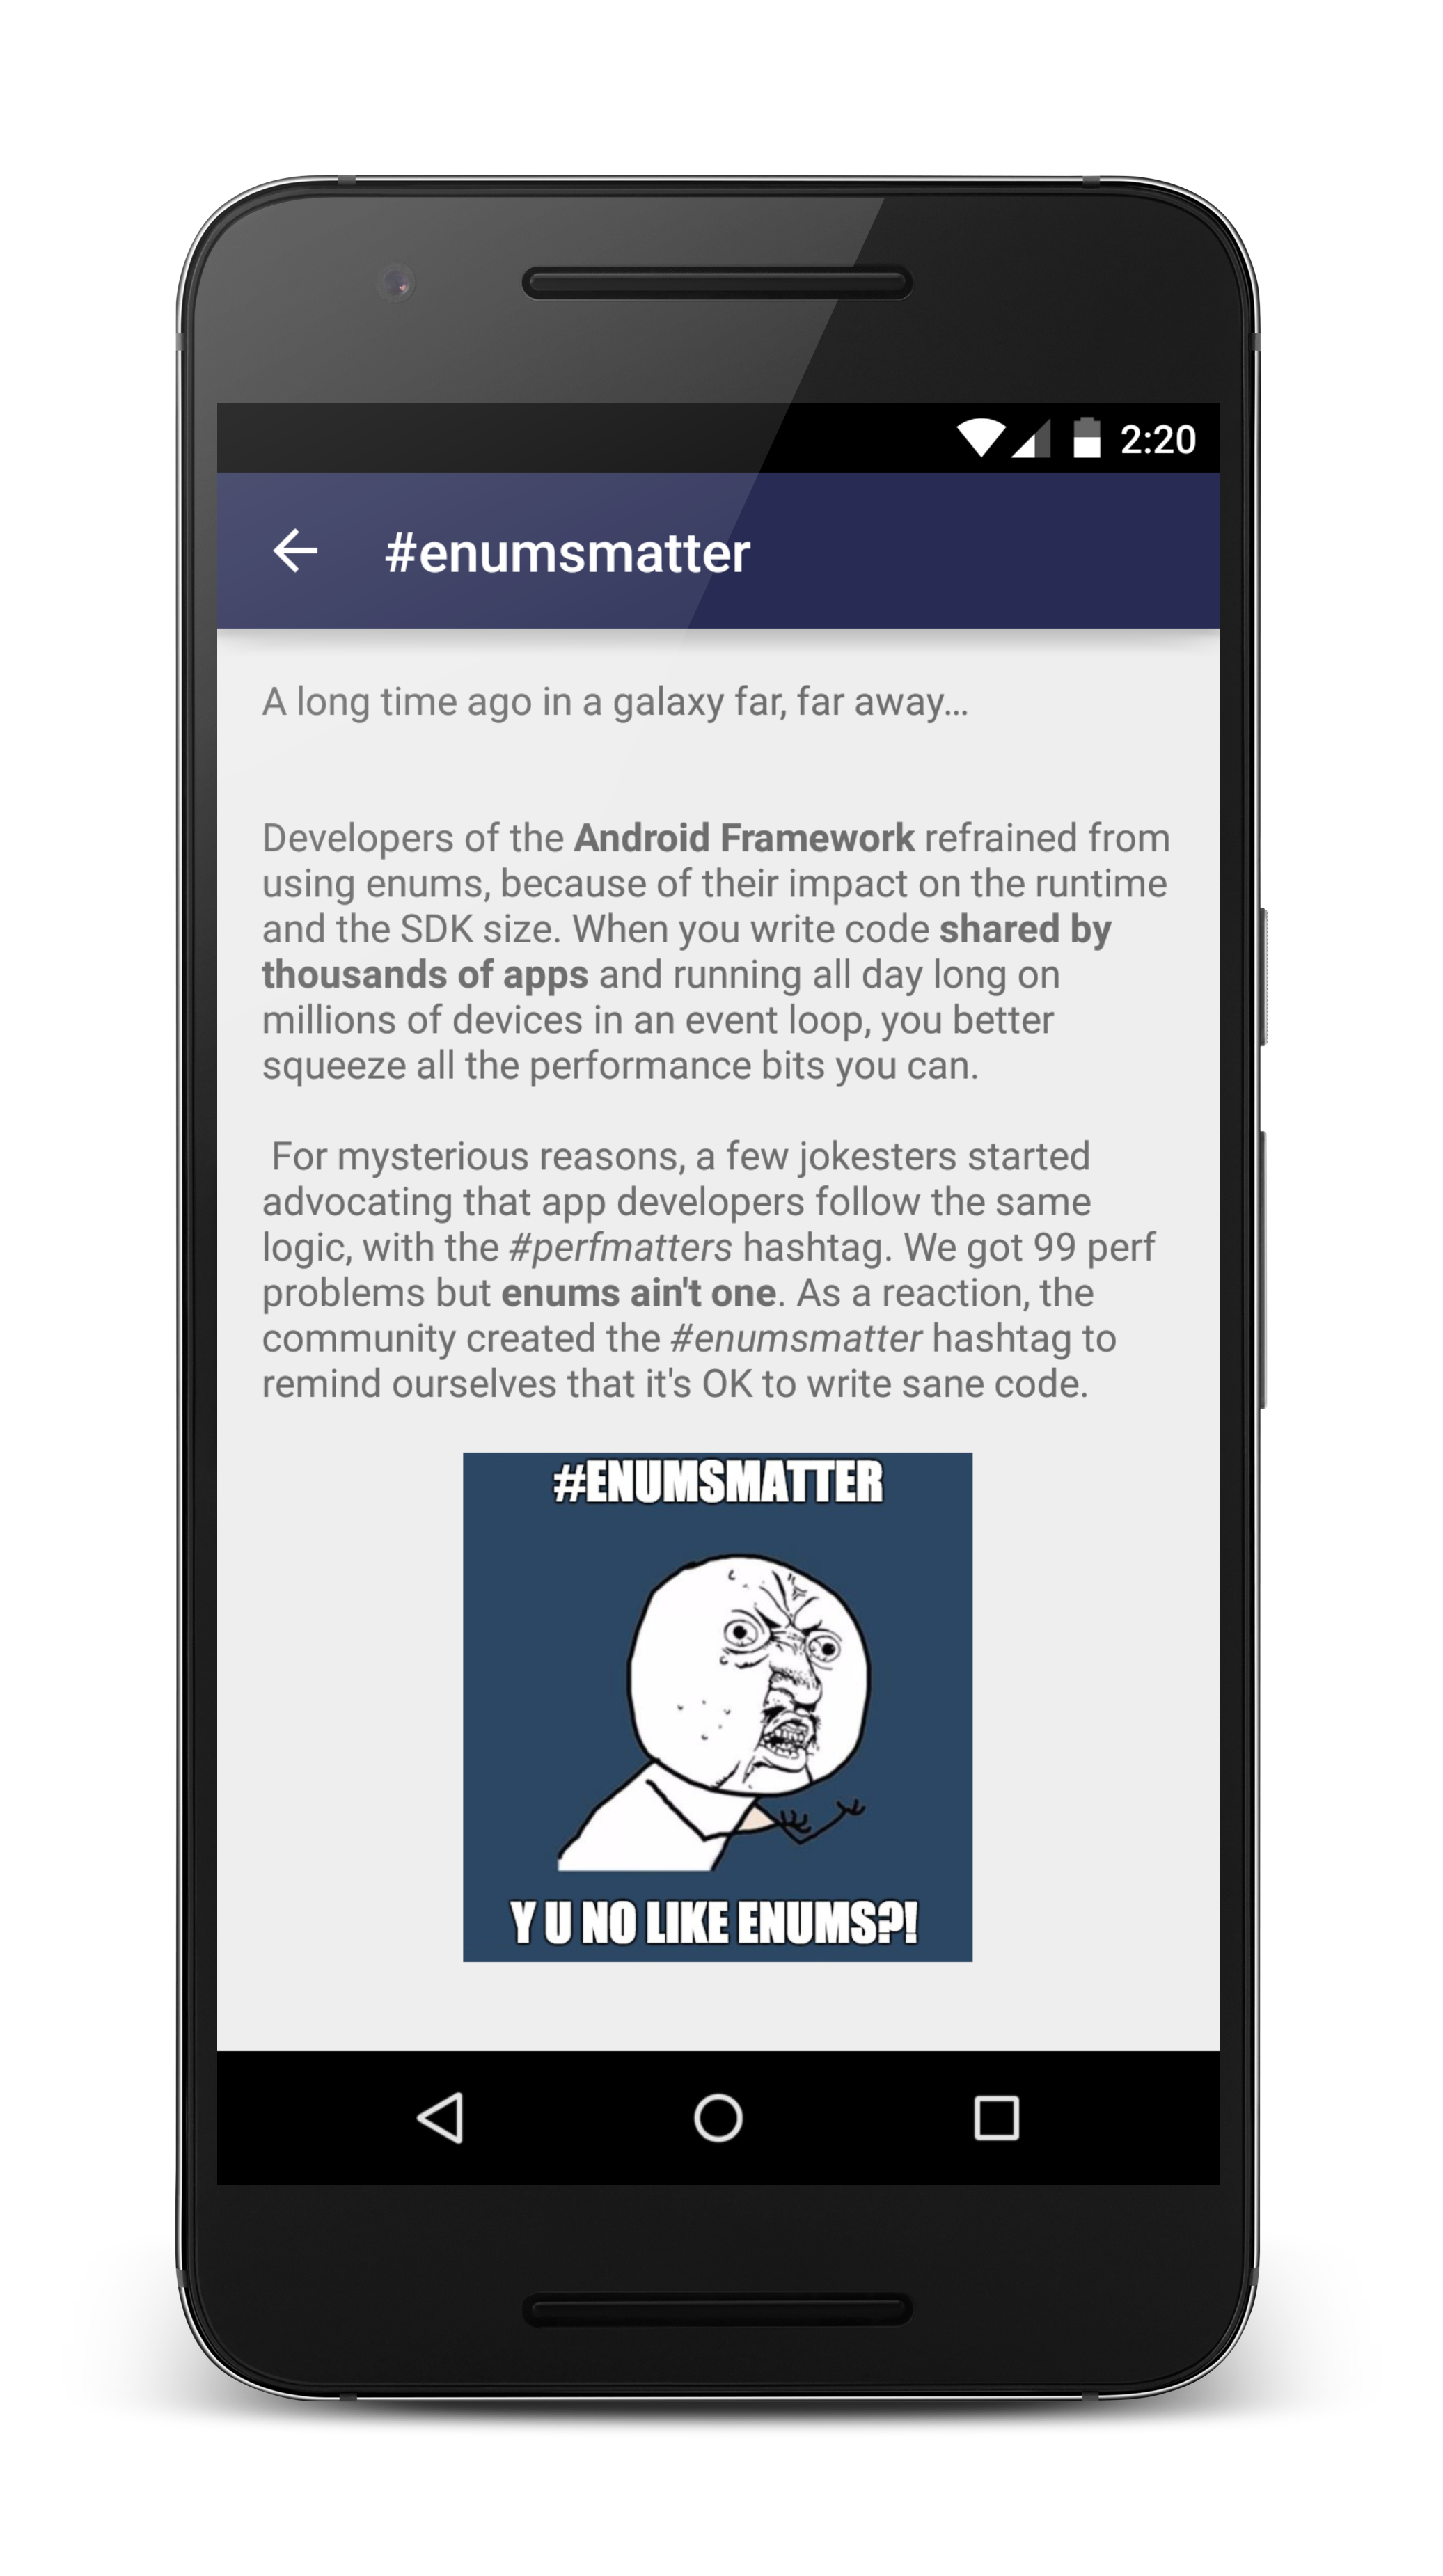 2:20
#enumsmatter
A long time ago in a galaxy far, far away...
Developers of the Android Framework refrained from
using enums, because of their impact on the runtime
and the SDK size. When you write code shared by
thousands of apps and running all day long on
millions of devices in an event loop, you better
squeeze all the performance bits you can.
For mysterious reasons, a few jokesters started
advocating that app developers follow the same
logic, with the #perfmatters hashtag. We got 99 perf
problems but enums ain't one. As a reaction, the
community created the #enumsmatter hashtag to
remind ourselves that it's OK to write sane code.
#ENUMSMATTER
Y U NO LIKE ENUMS?!